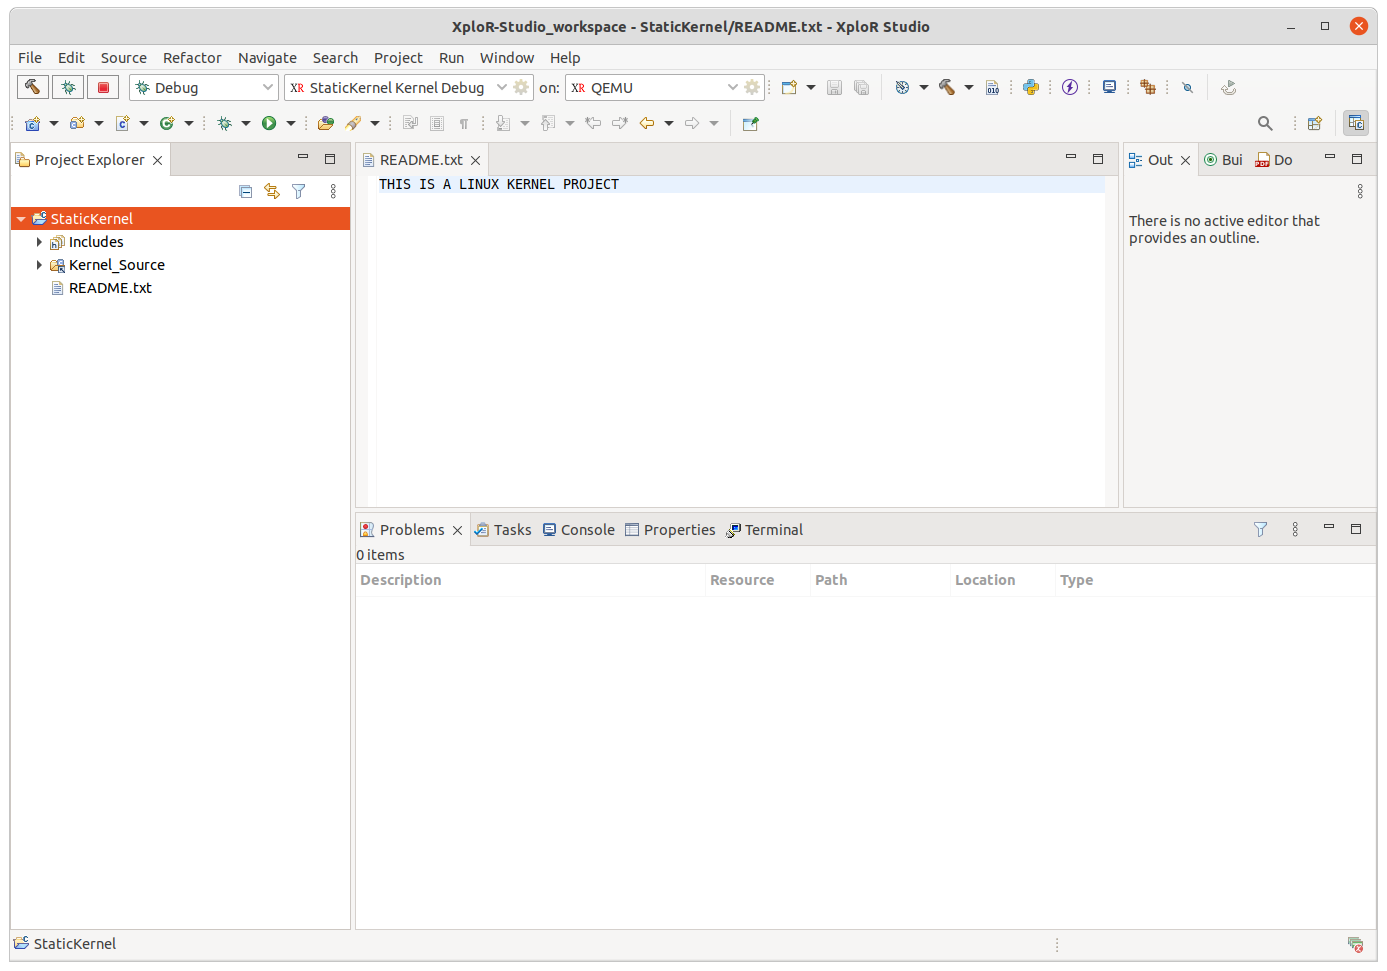 XploR-Studio_workspace - StaticKernel/README.txt - XploR Studio
File Edit Source Refactor Navigate Search Project Run Window Help
Debug XR StaticKernel Kernel Debug on: XR QEMU
Project Explorer
StaticKernel
Includes
Kernel_Source
README.txt
README.txt
THIS IS A LINUX KERNEL PROJECT
Out Bui Do
There is no active editor that
provides an outline.
Problems Tasks Console Properties Terminal
0 items
Description Resource Path Location Type
StaticKernel